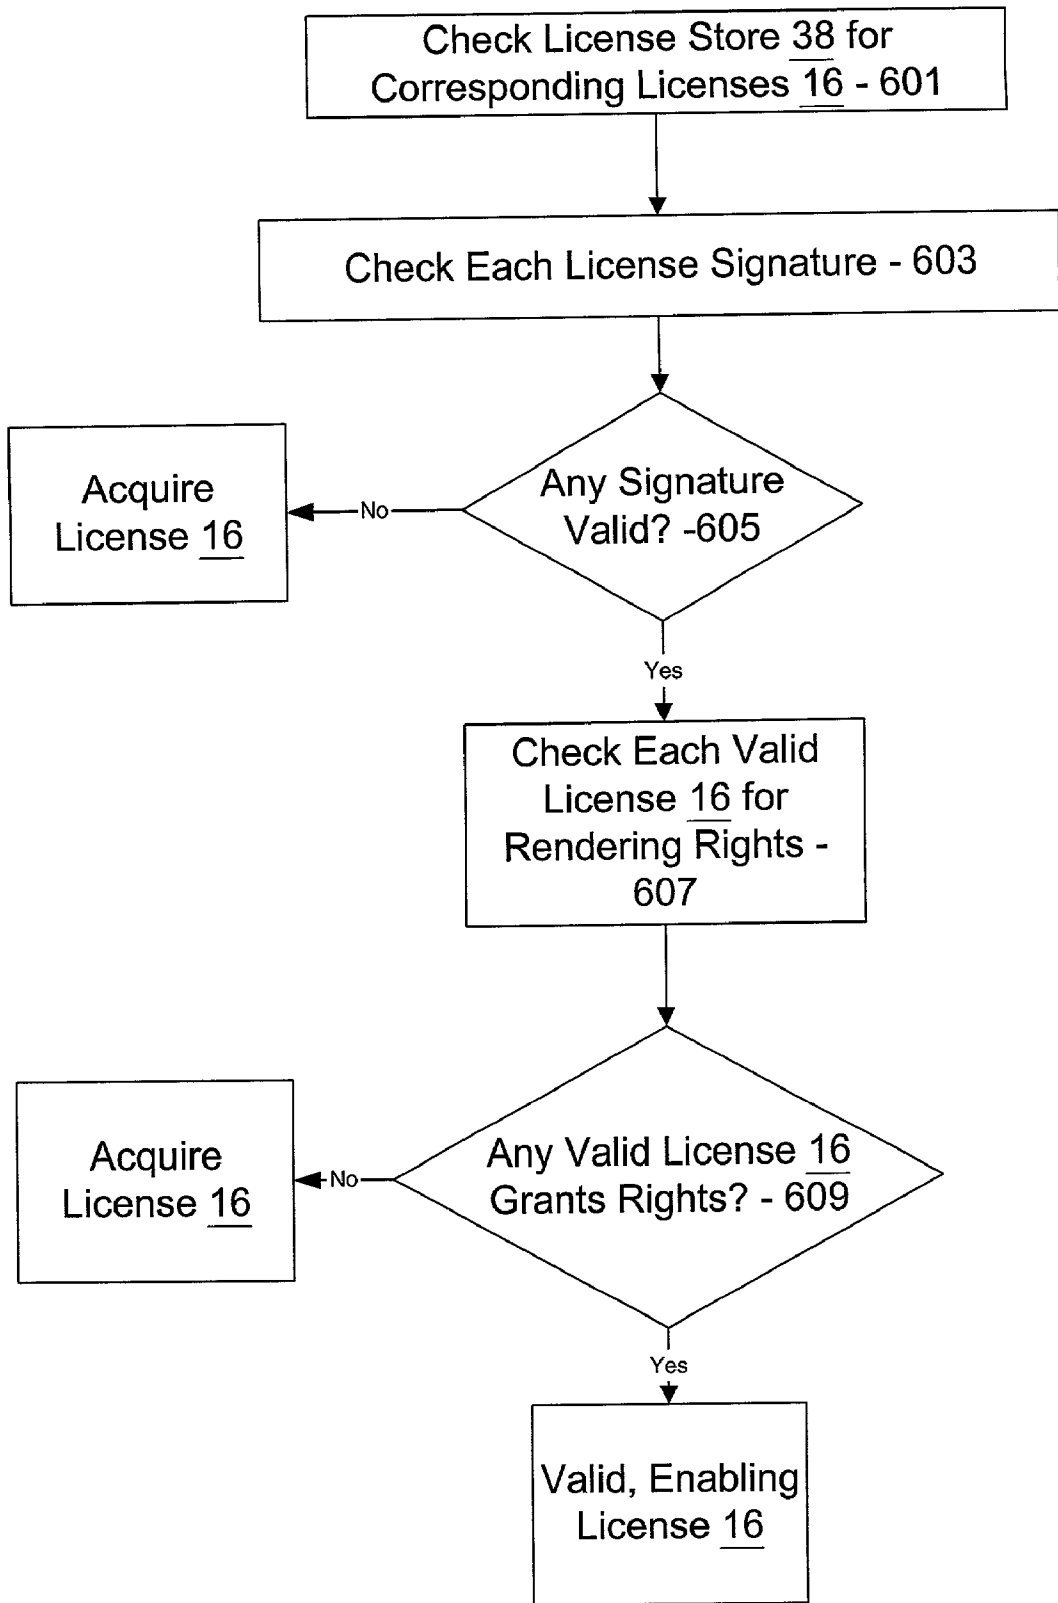 Check License Store 38 for
Corresponding Licenses 16 - 601
Check Each License Signature - 603
Any Signature
Valid? -605
No
Acquire
License 16
Yes
Check Each Valid
License 16 for
Rendering Rights -
607
Any Valid License 16
Grants Rights? - 609
No
Acquire
License 16
Yes
Valid, Enabling
License 16